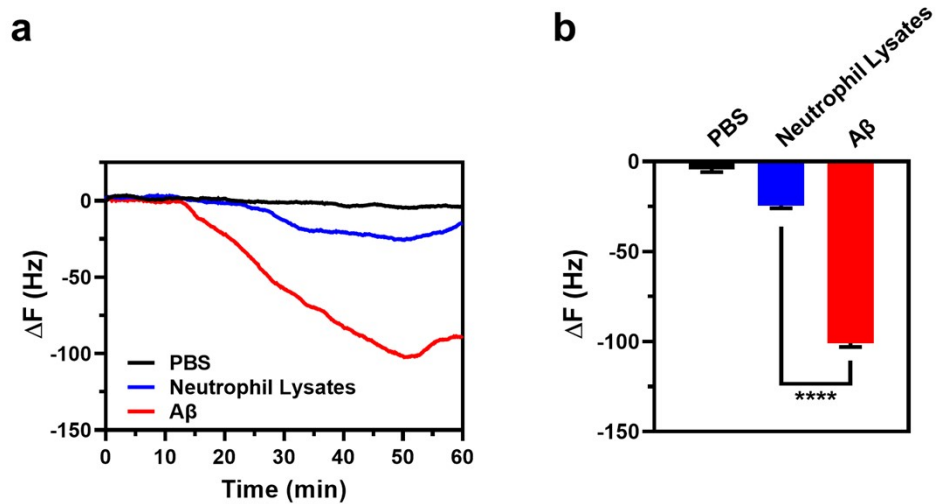 a
ΔF (Hz)
0
-50
-100
-150
PBS
Neutrophil Lysates
Aβ
0 10 20 30 40 50 60
Time (min)
b
PBS
Neutrophil Lysates
Aβ
ΔF (Hz)
0
-50
-100
-150
****